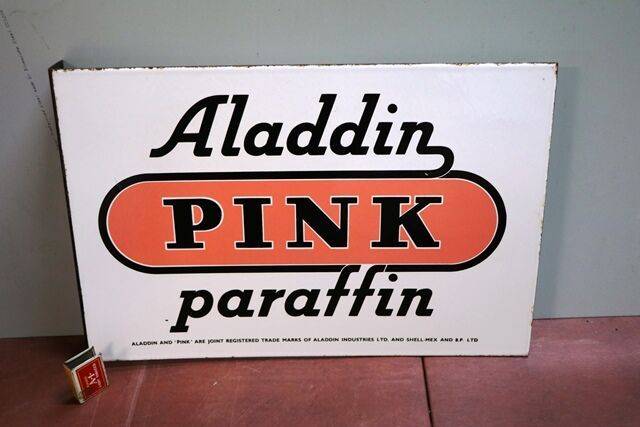 Aladdin
PINK
paraffin
ALADDIN AND 'PINK' ARE JOINT REGISTERED TRADE MARKS OF ALADDIN INDUSTRIES LTD. AND SHELL-MEX AND B.P. LTD